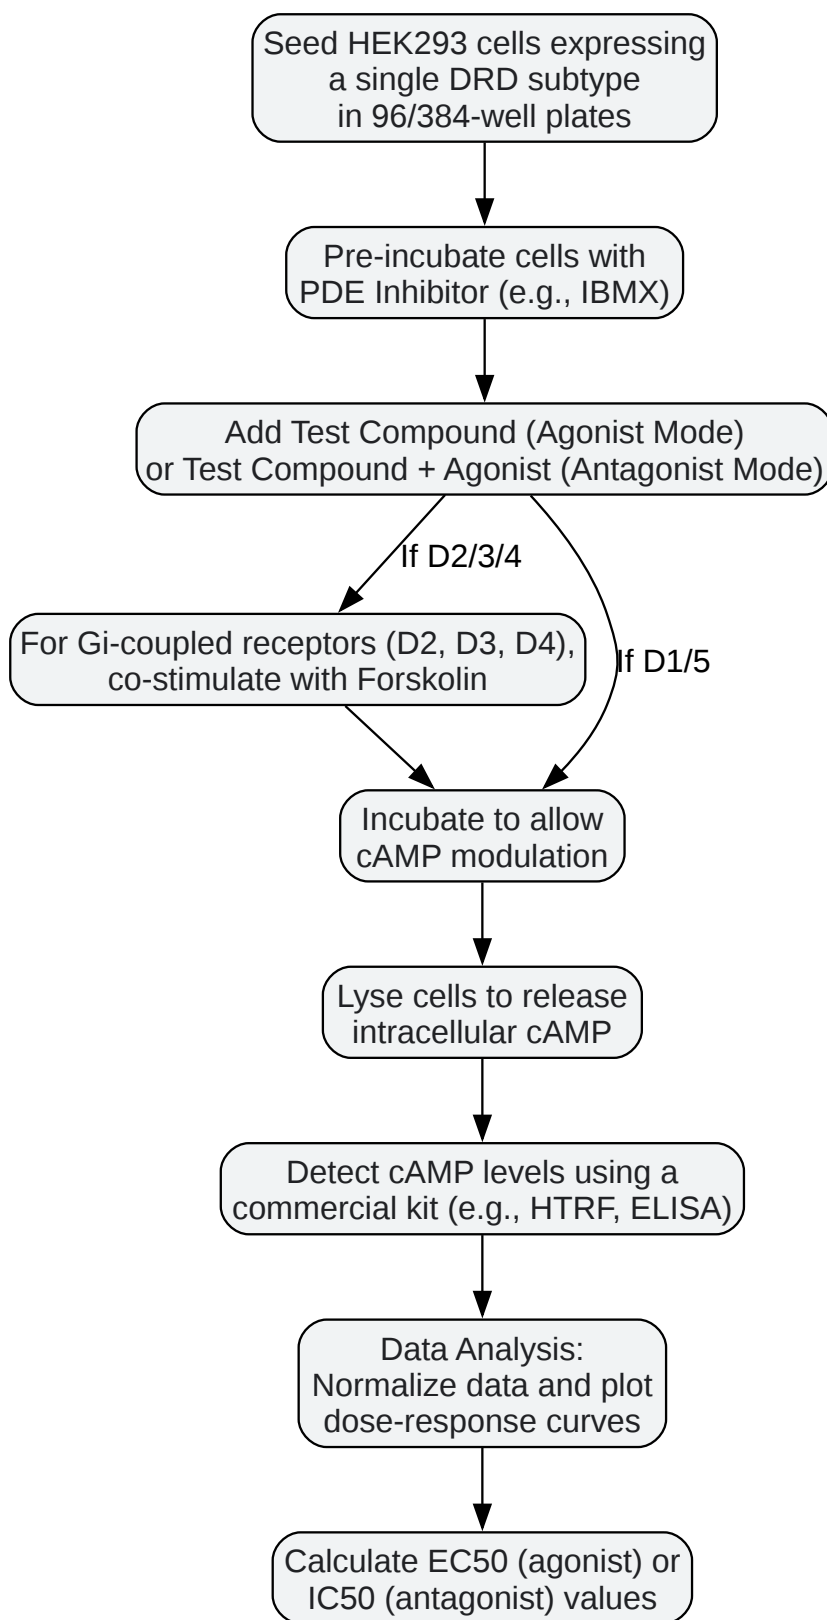 Seed HEK293 cells expressing
a single DRD subtype
in 96/384-well plates
Pre-incubate cells with
PDE Inhibitor (e.g., IBMX)
Add Test Compound (Agonist Mode)
or Test Compound + Agonist (Antagonist Mode)
If D2/3/4
For Gi-coupled receptors (D2, D3, D4),
co-stimulate with Forskolin
If D1/5
Incubate to allow
cAMP modulation
Lyse cells to release
intracellular cAMP
Detect cAMP levels using a
commercial kit (e.g., HTRF, ELISA)
Data Analysis:
Normalize data and plot
dose-response curves
Calculate EC50 (agonist) or
IC50 (antagonist) values